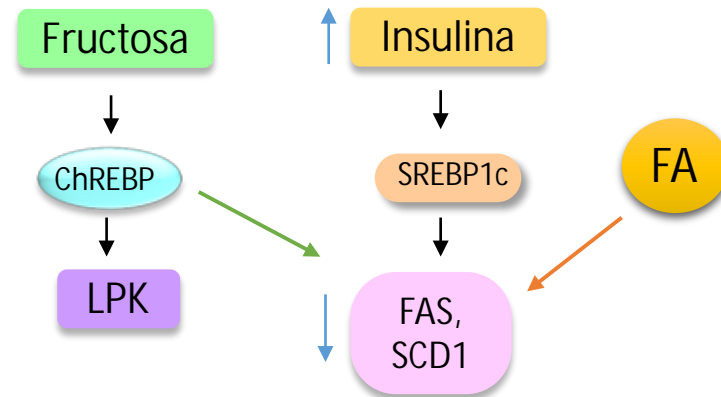 Fructosa
Insulina
ChREBP
SREBP1c
FA
LPK
FAS,
SCD1